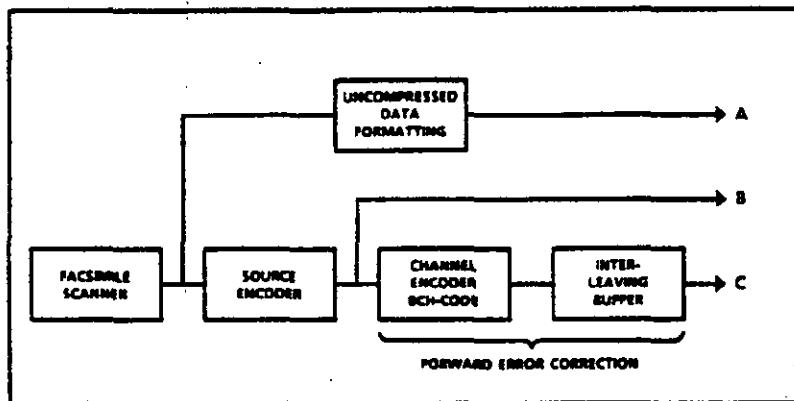 UNCOMPRESSED
DATA
FORMATTING
A
B
FACSIMILE
SCANNER
SOURCE
ENCODER
CHANNEL
ENCODER
BCH-CODE
INTER-
LEAVING
BUFFER
C
FORWARD ERROR CORRECTION